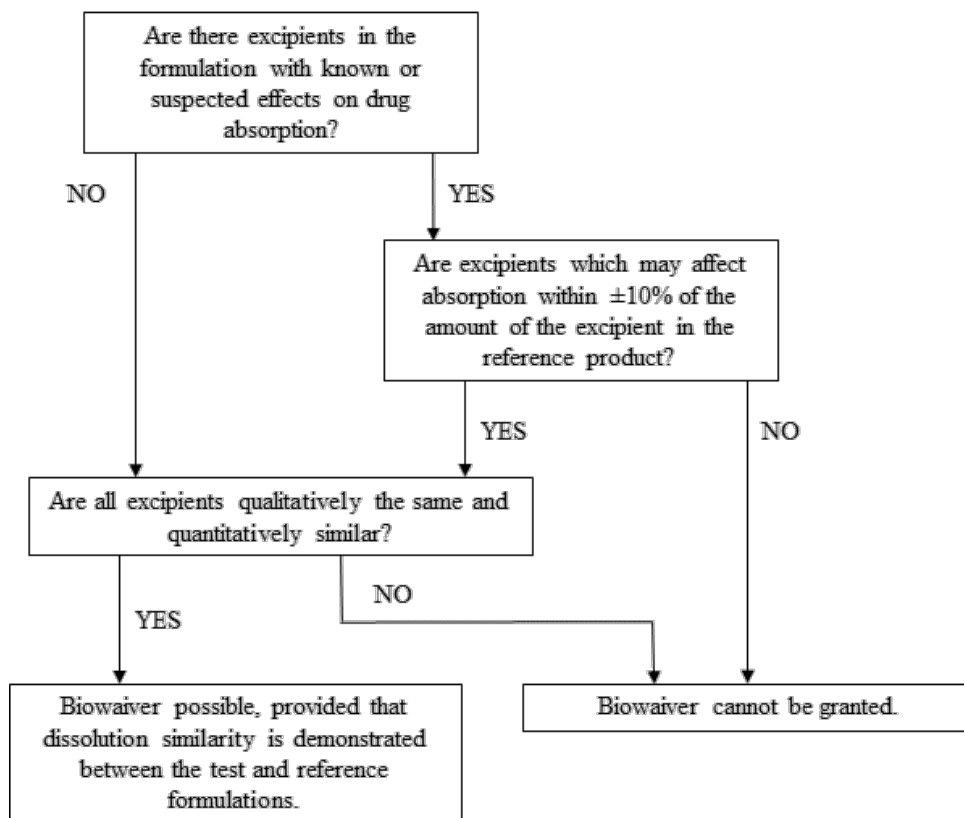 Are there excipients in the
formulation with known or
suspected effects on drug
absorption?
NO
YES
Are excipients which may affect
absorption within ±10% of the
amount of the excipient in the
reference product?
YES
NO
Are all excipients qualitatively the same and
quantitatively similar?
NO
YES
Biowaiver possible, provided that
dissolution similarity is demonstrated
between the test and reference
formulations.
Biowaiver cannot be granted.